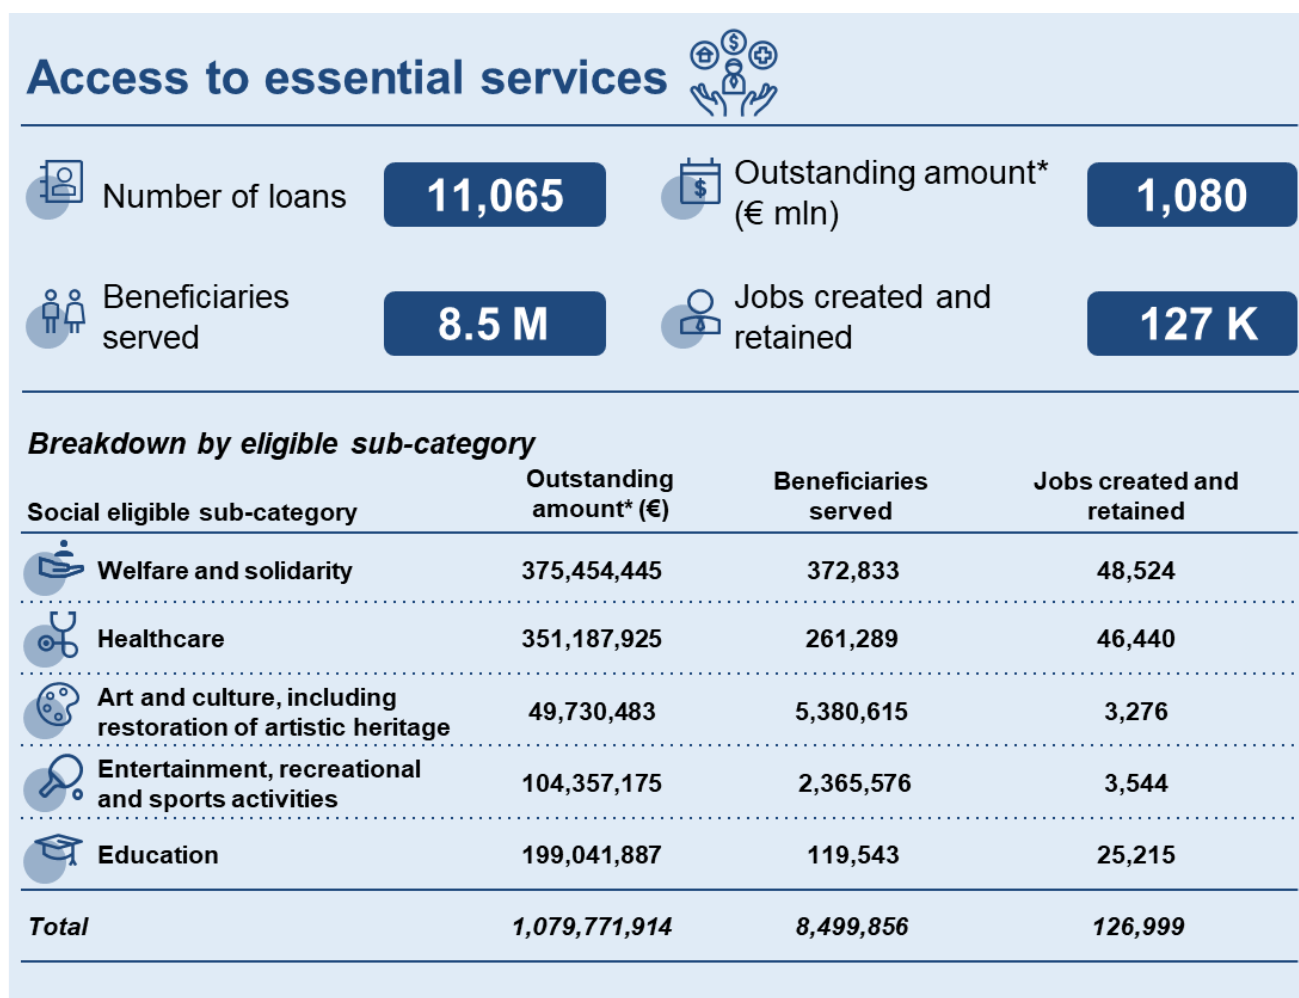 Access to essential services
Number of loans
11,065
Outstanding amount*
(€ mln)
1,080
Beneficiaries
served
8.5 M
Jobs created and
retained
127 K
Breakdown by eligible sub-category
Social eligible sub-category
Outstanding
amount* (€)
Beneficiaries
served
Jobs created and
retained
Welfare and solidarity 375,454,445 372,833 48,524
Healthcare 351,187,925 261,289 46,440
Art and culture, including
restoration of artistic heritage
49,730,483 5,380,615 3,276
Entertainment, recreational
and sports activities
104,357,175 2,365,576 3,544
Education 199,041,887 119,543 25,215
Total 1,079,771,914 8,499,856 126,999